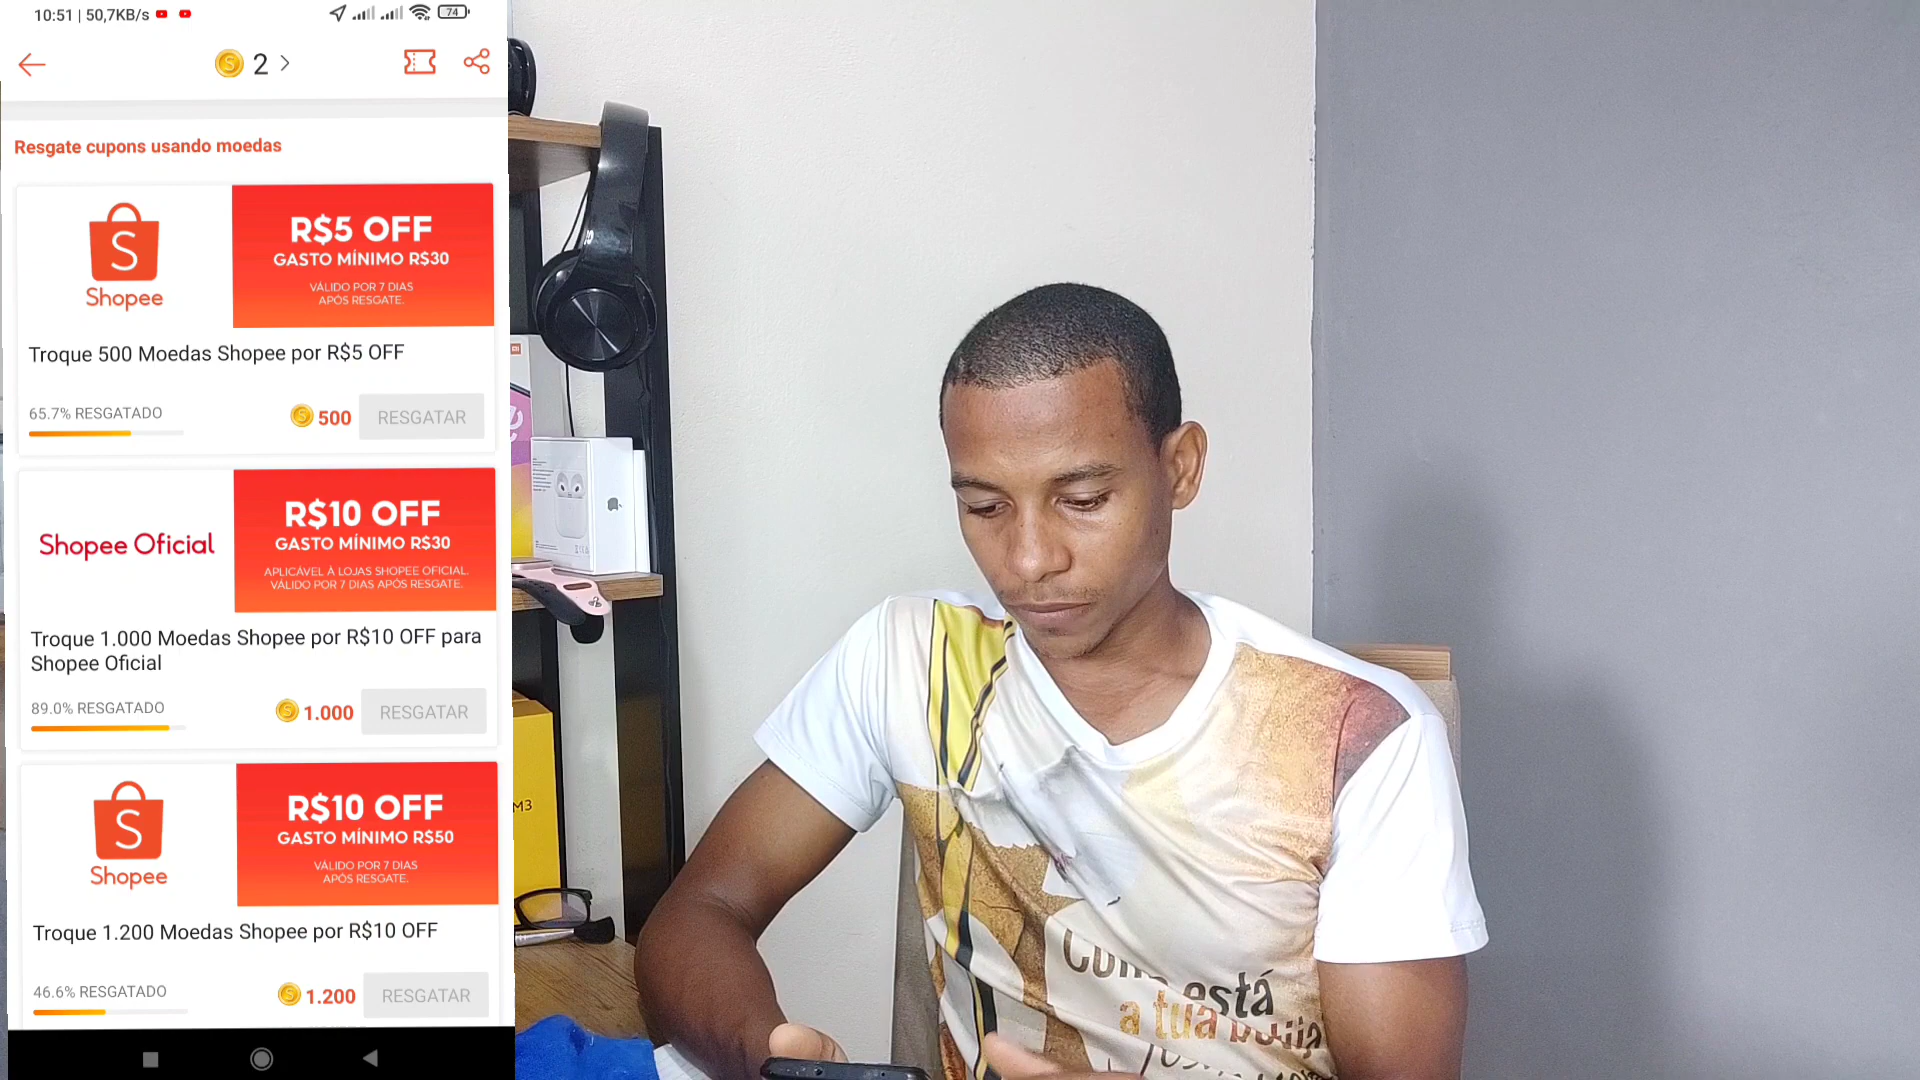 10:51 | 50,7KB/s
74
2
Resgate cupons usando moedas
S
Shopee
R$5 OFF
GASTO MÍNIMO R$30
VÁLIDO POR 7 DIAS
APÓS RESGATE.
Troque 500 Moedas Shopee por R$5 OFF
65.7% RESGATADO
500
RESGATAR
Shopee Oficial
R$10 OFF
GASTO MÍNIMO R$30
APLICÁVEL À LOJAS SHOPEE OFICIAL.
VÁLIDO POR 7 DIAS APÓS RESGATE.
Troque 1.000 Moedas Shopee por R$10 OFF para
Shopee Oficial
89.0% RESGATADO
1.000
RESGATAR
S
Shopee
R$10 OFF
GASTO MÍNIMO R$50
VÁLIDO POR 7 DIAS
APÓS RESGATE.
Troque 1.200 Moedas Shopee por R$10 OFF
46.6% RESGATADO
1.200
RESGATAR
M3
está
a tua